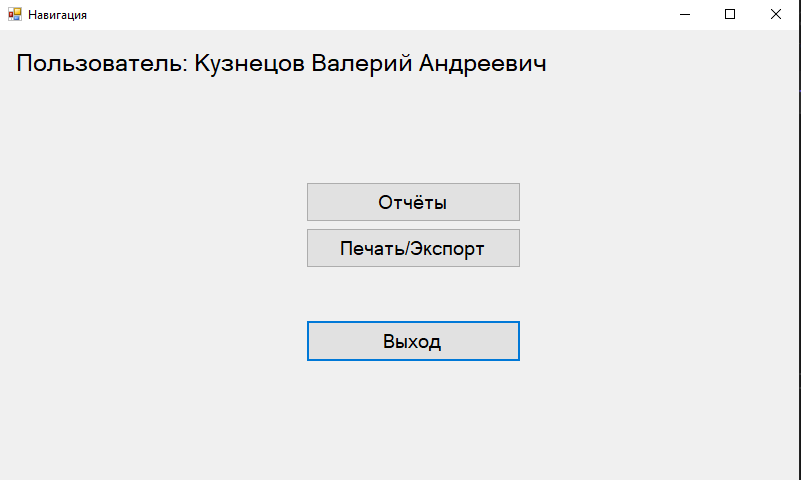 Навигация
Пользователь: Кузнецов Валерий Андреевич
Отчёты
Печать/Экспорт
Выход